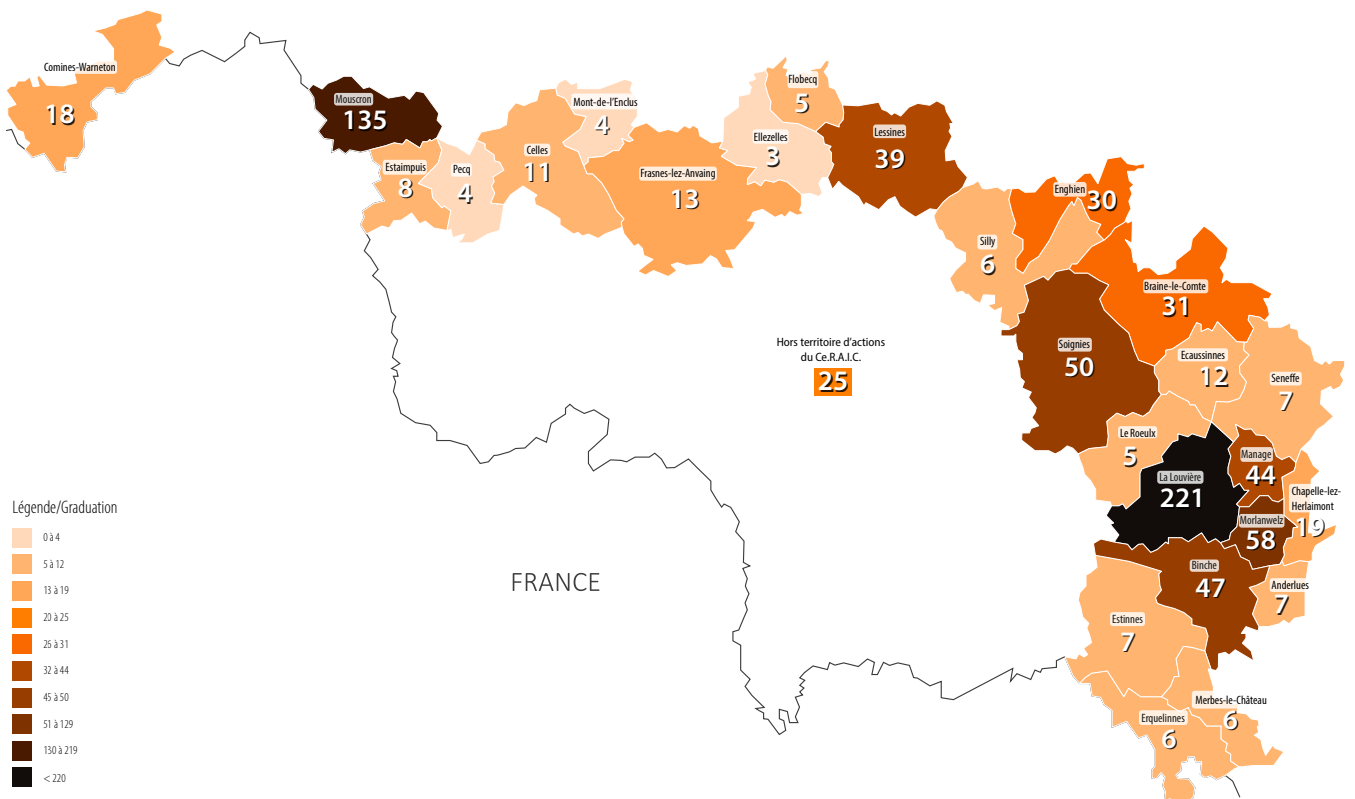 Comines-Warneton
18
Mouscron
135
Estaimpuis
8
Pecq
4
Celles
11
Mont-de-l'Enclus
4
Frasnes-lez-Anvaing
13
Ellezelles
3
Flobecq
5
Lessines
39
Silly
6
Enghien
30
Braine-le-Comte
31
Soignies
50
Ecaussinnes
12
Seneffe
7
Le Roeulx
5
La Louvière
221
Manage
44
Chapelle-lez-
Herlaimont
19
Morlanwelz
58
Binche
47
Anderlues
7
Estinnes
7
Merbes-le-Château
6
Erquelinnes
6
Hors territoire d'actions
du Ce.R.A.I.C.
25
FRANCE
Légende/Graduation
0 à 4
5 à 12
13 à 19
20 à 25
25 à 31
32 à 44
45 à 50
51 à 129
130 à 219
< 220